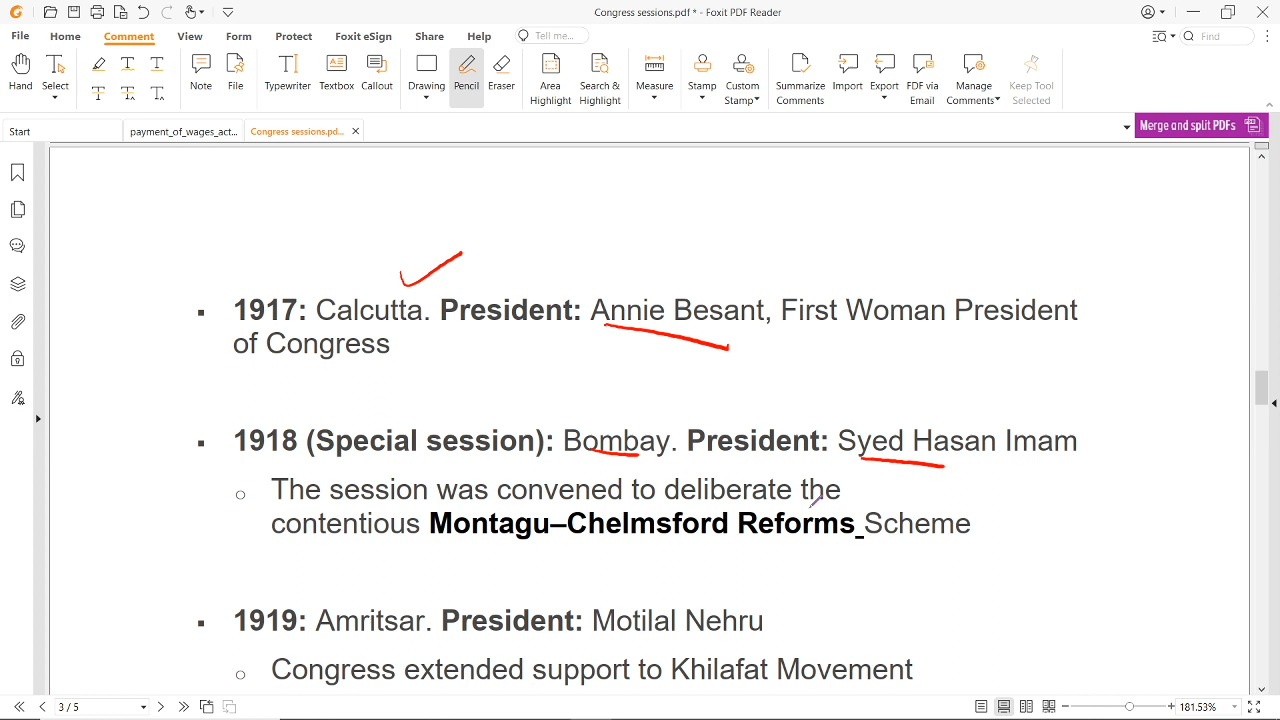 Congress sessions.pdf * - Foxit PDF Reader
File Home Comment View Form Protect Foxit eSign Share Help Tell me... Find
Hand Select Note File Typewriter Textbox Callout Drawing Pencil Eraser Area Highlight Search & Highlight Measure Stamp Custom Stamp Summarize Comments Import Export FDF via Email Manage Comments Keep Tool Selected
Start payment_of_wages_act... Congress sessions.pd... Merge and split PDFs
1917: Calcutta. President: Annie Besant, First Woman President
of Congress
1918 (Special session): Bombay. President: Syed Hasan Imam
The session was convened to deliberate the
contentious Montagu–Chelmsford Reforms Scheme
1919: Amritsar. President: Motilal Nehru
Congress extended support to Khilafat Movement
3 / 5 181.53%